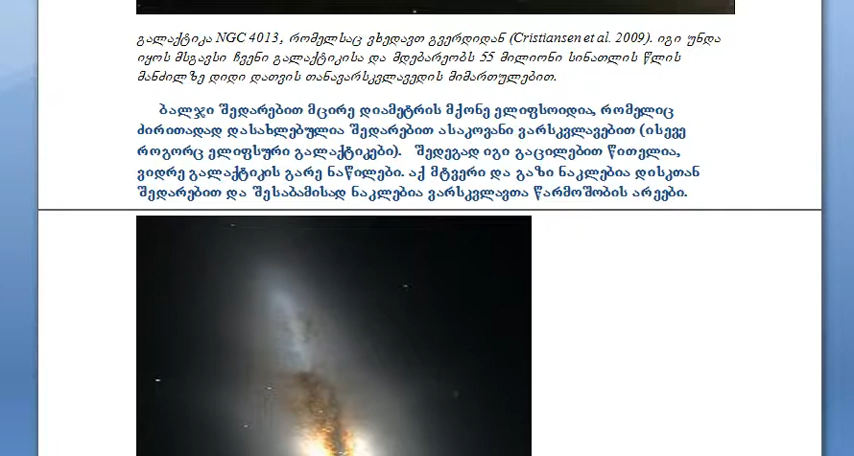 გალაქტიკა NGC 4013, რომელსაც ვხედავთ გვერდიდან (Cristiansen et al. 2009). იგი უნდა
იყოს მსგავსი ჩვენი გალაქტიკისა და მდებარეობს 55 მილიონი სინათლის წლის
მანძილზე დიდი დათვის თანავარსკვლავედის მიმართულებით.
ბალჯი შედარებით მცირე დიამეტრის მქონე ელიფსოიდია, რომელიც
ძირითადად დასახლებულია შედარებით ასაკოვანი ვარსკვლავებით (ისევე
როგორც ელიფსური გალაქტიკები). შედეგად იგი გაცილებით წითელია,
ვიდრე გალაქტიკის გარე ნაწილები. აქ მტვერი და გაზი ნაკლებია დისკთან
შედარებით და შესაბამისად ნაკლებია ვარსკვლავთა წარმოშობის არეები.